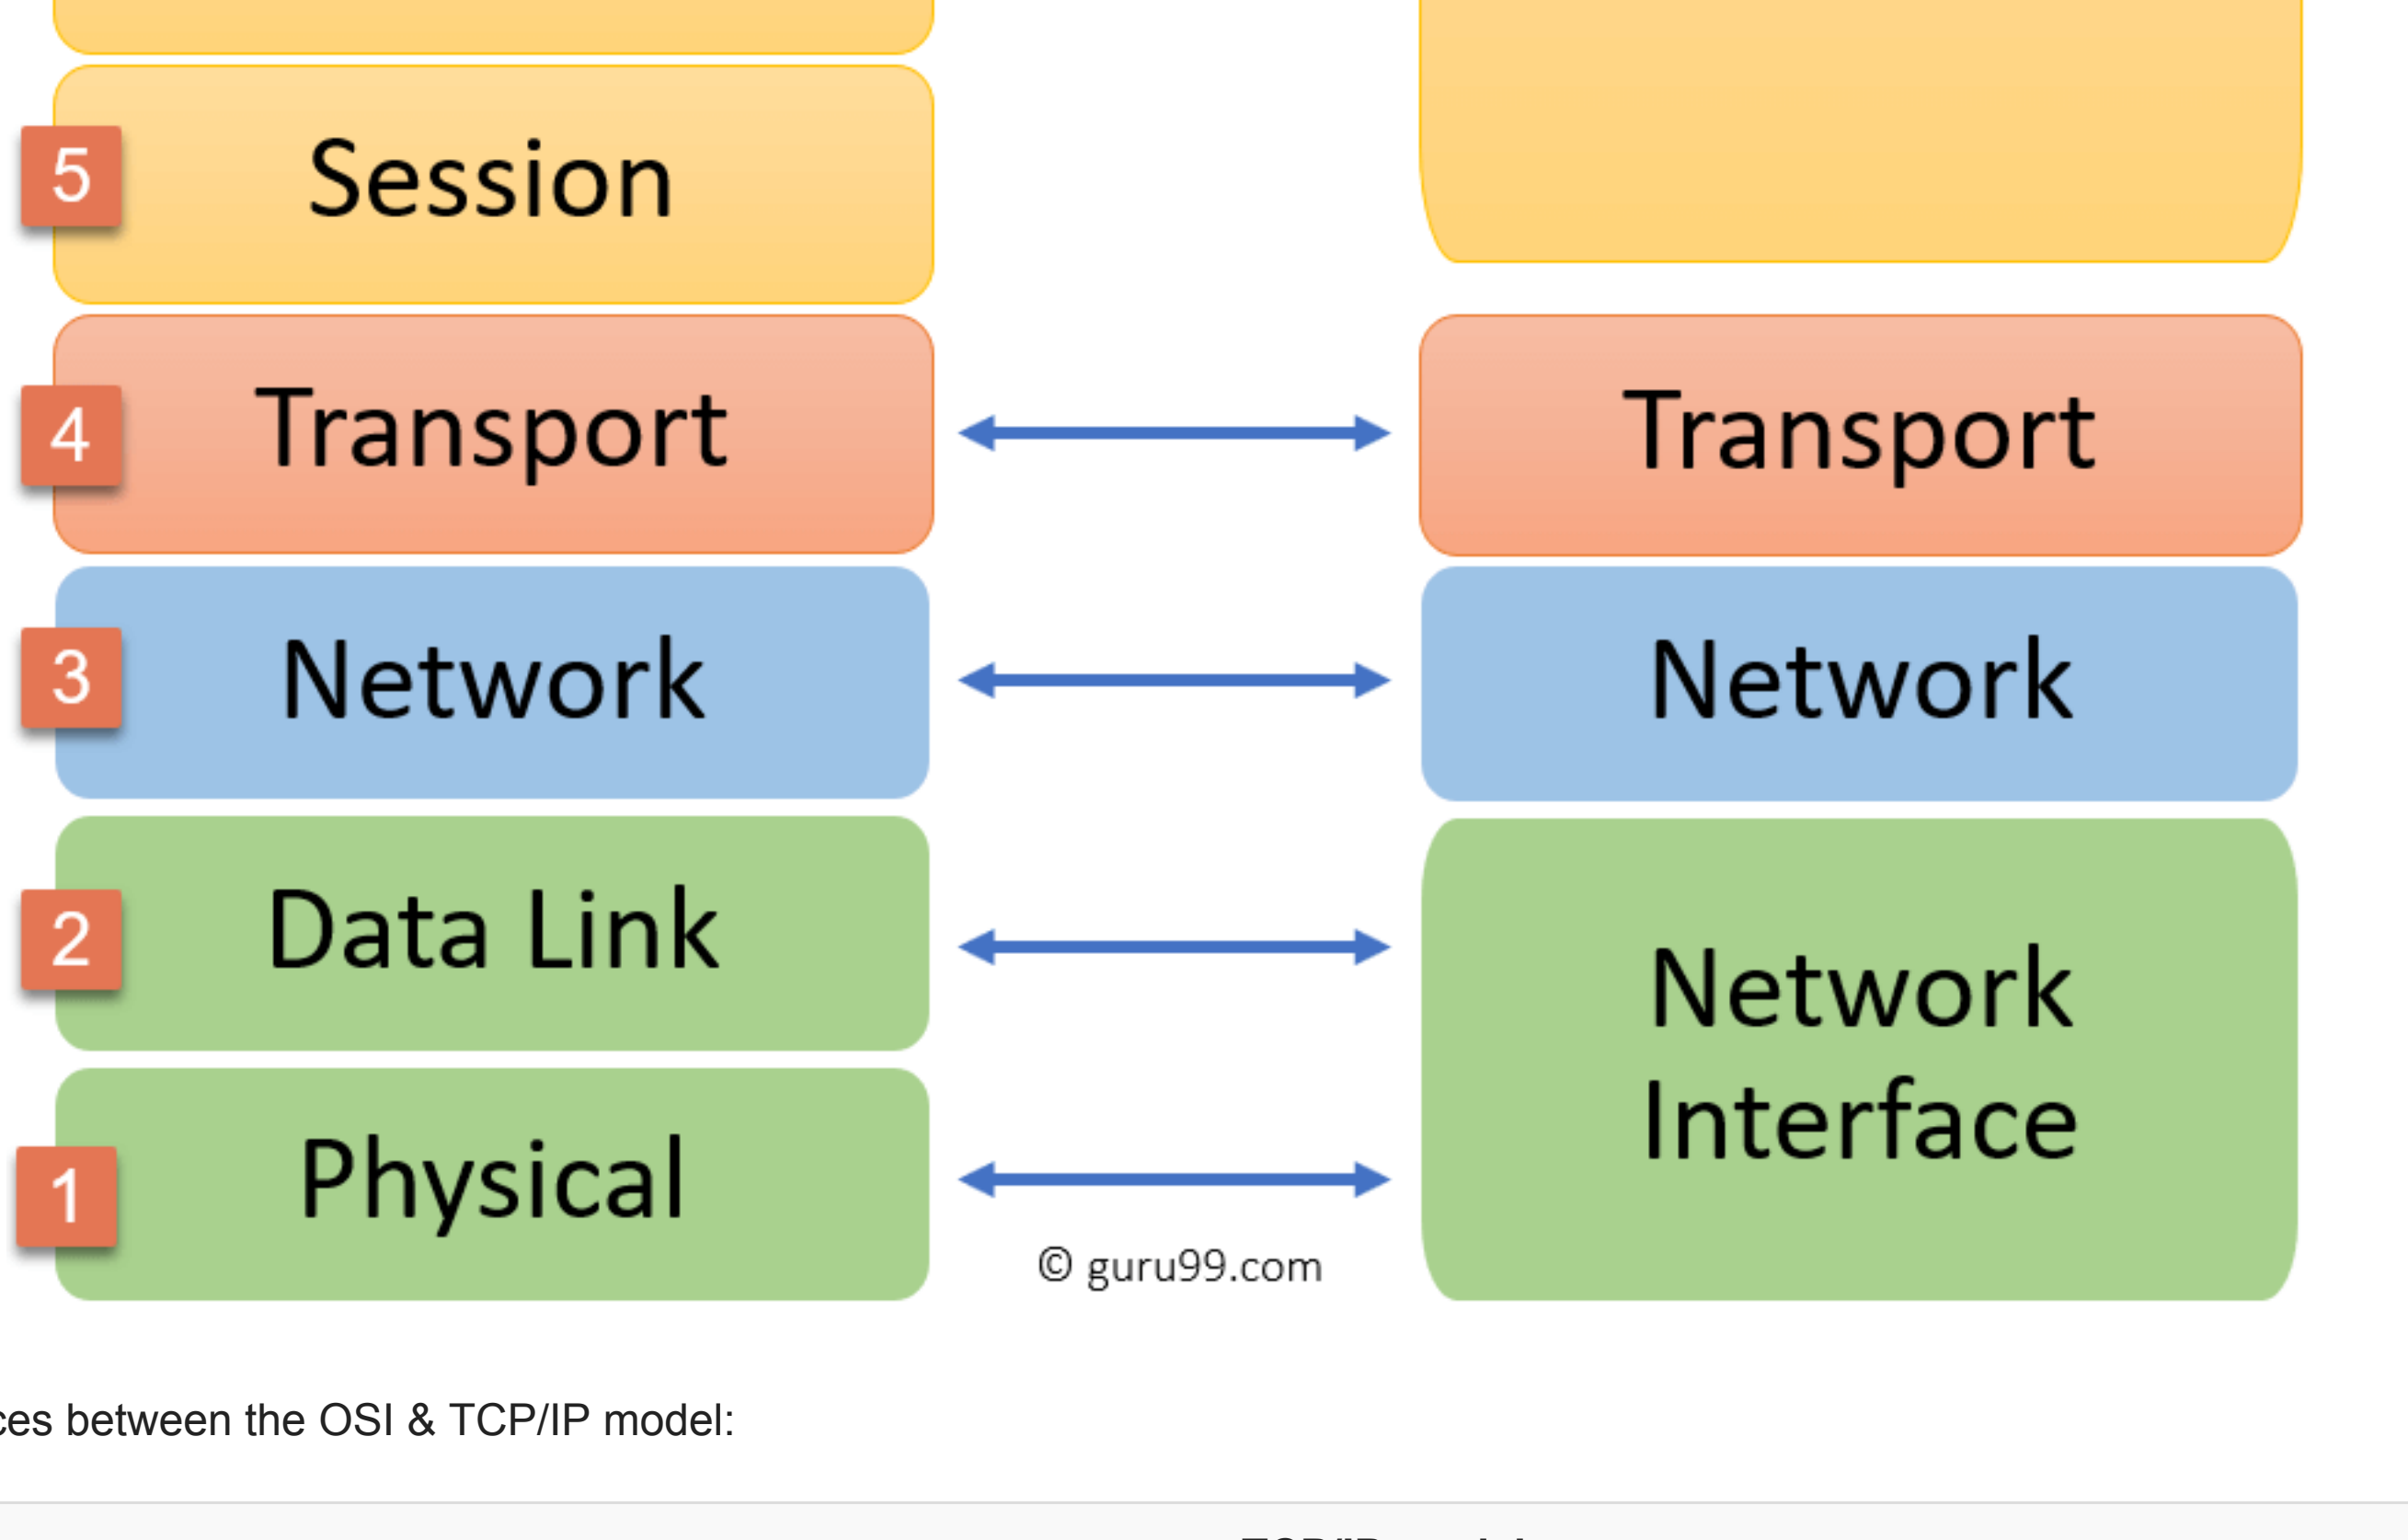 5 Session
4 Transport Transport
3 Network Network
2 Data Link
Network
Interface
1 Physical
© guru99.com
between the OSI & TCP/IP model: